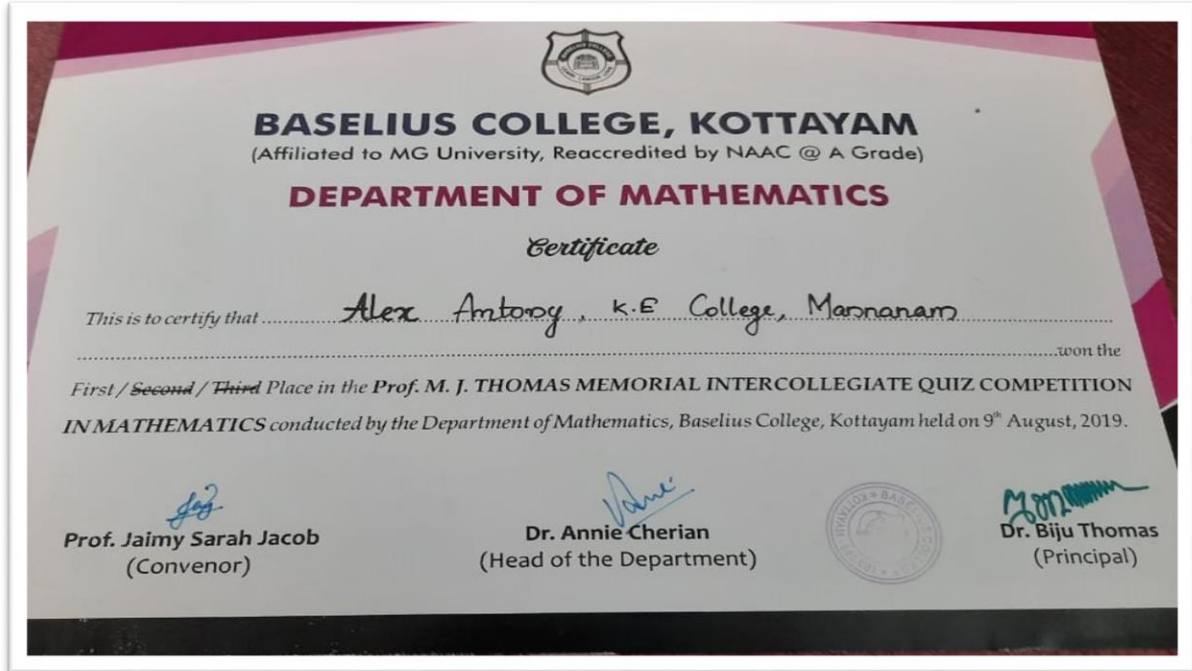 BASELIUS COLLEGE, KOTTAYAM
(Affiliated to MG University, Reaccredited by NAAC @ A Grade)
DEPARTMENT OF MATHEMATICS
Certificate
This is to certify that Alex Antony, K.E College, Mannanam
won the
First / Second / Third Place in the Prof. M. J. THOMAS MEMORIAL INTERCOLLEGIATE QUIZ COMPETITION
IN MATHEMATICS conducted by the Department of Mathematics, Baselius College, Kottayam held on 9th August, 2019.
Prof. Jaimy Sarah Jacob
(Convenor)
Dr. Annie Cherian
(Head of the Department)
Dr. Biju Thomas
(Principal)